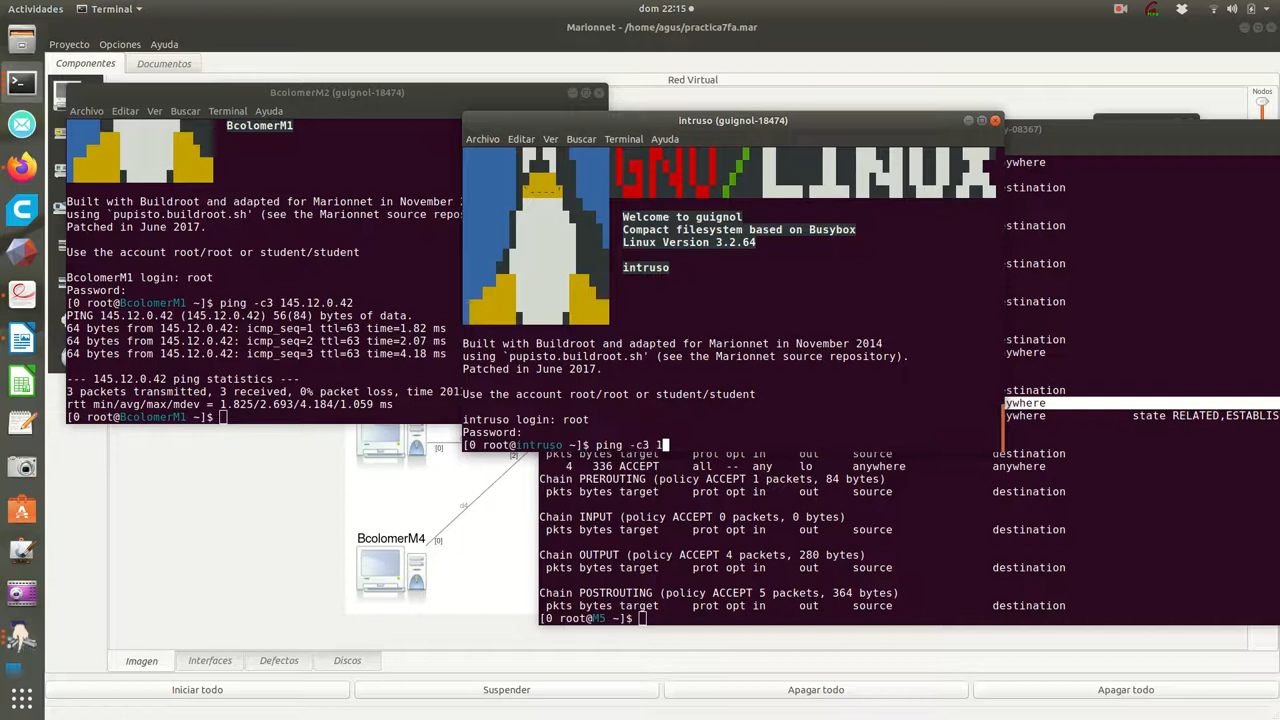 Actividades
Terminal
dom 22:15
Marionnet - /home/agus/practica7fa.mar
Proyecto Opciones Ayuda
Componentes Documentos
Red Virtual
Nodos
BcolomerM2 (guignol-18474)
Archivo Editar Ver Buscar Terminal Ayuda
BcolomerM1
Built with Buildroot and adapted for Marionnet in November 2
using `pupisto.buildroot.sh' (see the Marionnet source repos
Patched in June 2017.
Use the account root/root or student/student
BcolomerM1 login: root
Password:
[0 root@BcolomerM1 ~]$ ping -c3 145.12.0.42
PING 145.12.0.42 (145.12.0.42) 56(84) bytes of data.
64 bytes from 145.12.0.42: icmp_seq=1 ttl=63 time=1.82 ms
64 bytes from 145.12.0.42: icmp_seq=2 ttl=63 time=2.07 ms
64 bytes from 145.12.0.42: icmp_seq=3 ttl=63 time=4.18 ms
--- 145.12.0.42 ping statistics ---
3 packets transmitted, 3 received, 0% packet loss, time 201
rtt min/avg/max/mdev = 1.825/2.693/4.184/1.059 ms
[0 root@BcolomerM1 ~]$
intruso (guignol-18474)
Archivo Editar Ver Buscar Terminal Ayuda
GNU/LINUX
Welcome to guignol
Compact filesystem based on Busybox
Linux Version 3.2.64
intruso
Built with Buildroot and adapted for Marionnet in November 2014
using `pupisto.buildroot.sh' (see the Marionnet source repository).
Patched in June 2017.
Use the account root/root or student/student
intruso login: root
Password:
[0 root@intruso ~]$ ping -c3 1
y-08367)
ywhere
stination
stination
stination
stination
ywhere
stination
ywhere
ywhere state RELATED,ESTABLIS
pkts bytes target prot opt in out source destination
4 336 ACCEPT all -- any lo anywhere anywhere
Chain PREROUTING (policy ACCEPT 1 packets, 84 bytes)
pkts bytes target prot opt in out source destination
Chain INPUT (policy ACCEPT 0 packets, 0 bytes)
pkts bytes target prot opt in out source destination
Chain OUTPUT (policy ACCEPT 4 packets, 280 bytes)
pkts bytes target prot opt in out source destination
Chain POSTROUTING (policy ACCEPT 5 packets, 364 bytes)
pkts bytes target prot opt in out source destination
[0 root@M5 ~]$
[0]
d4
BcolomerM4
[0]
Imagen Interfaces Defectos Discos
Iniciar todo Suspender Apagar todo Apagar todo